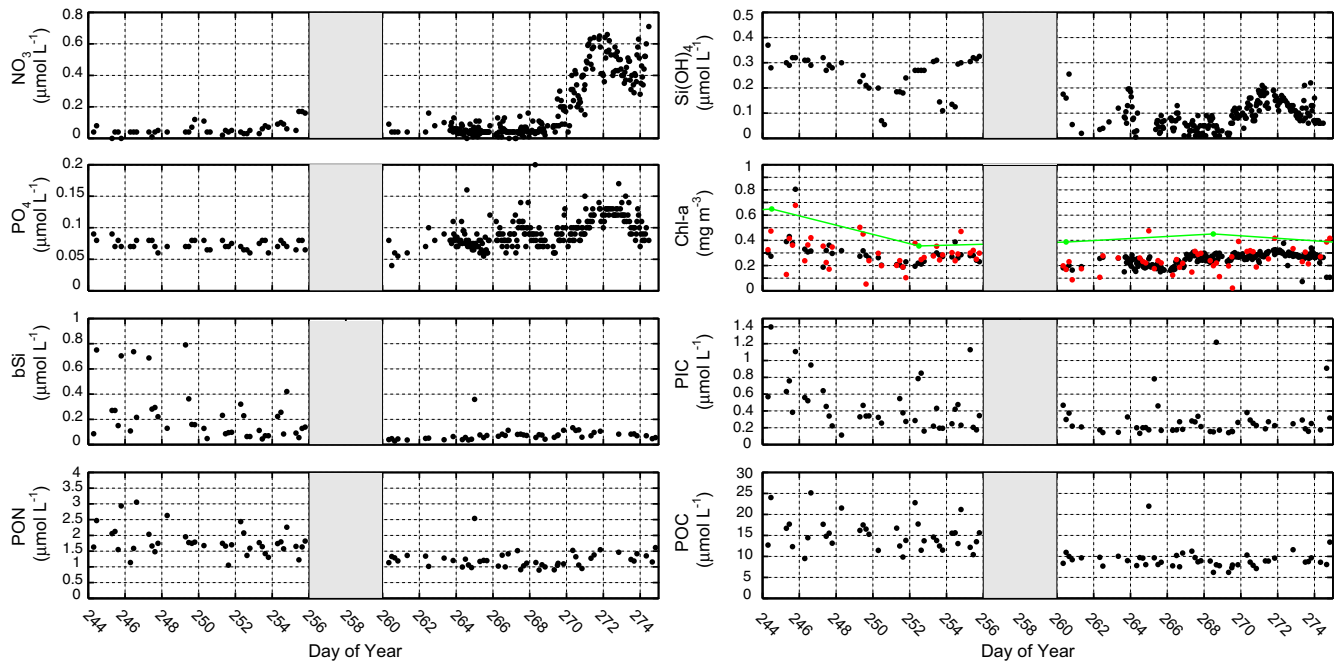 NO3
(μmol L-1)
0.8
0.6
0.4
0.2
0
Si(OH)4
(μmol L-1)
0.5
0.4
0.3
0.2
0.1
0
PO4
(μmol L-1)
0.2
0.15
0.1
0.05
0
Chl-a
(mg m-3)
1
0.8
0.6
0.4
0.2
0
bSi
(μmol L-1)
1
0.8
0.6
0.4
0.2
0
PIC
(μmol L-1)
1.4
1.2
1
0.8
0.6
0.4
0.2
0
PON
(μmol L-1)
4
3.5
3
2.5
2
1.5
1
0.5
0
244 246 248 250 252 254 256 258 260 262 264 266 268 270 272 274
Day of Year
POC
(μmol L-1)
30
25
20
15
10
5
0
244 246 248 250 252 254 256 258 260 262 264 266 268 270 272 274
Day of Year